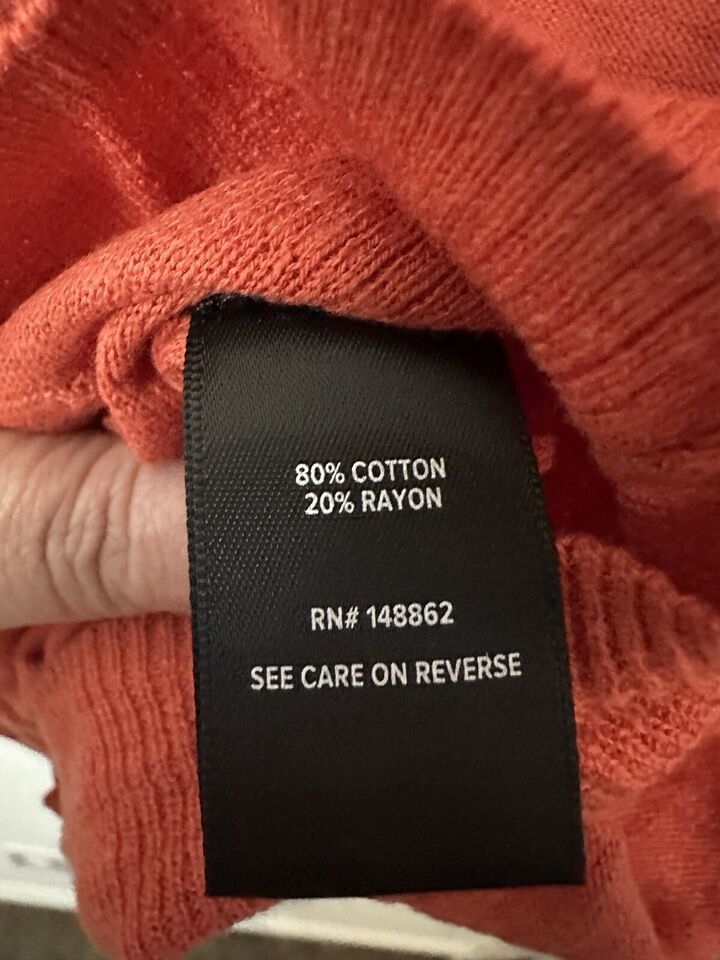 80% COTTON
20% RAYON
RN# 148862
SEE CARE ON REVERSE